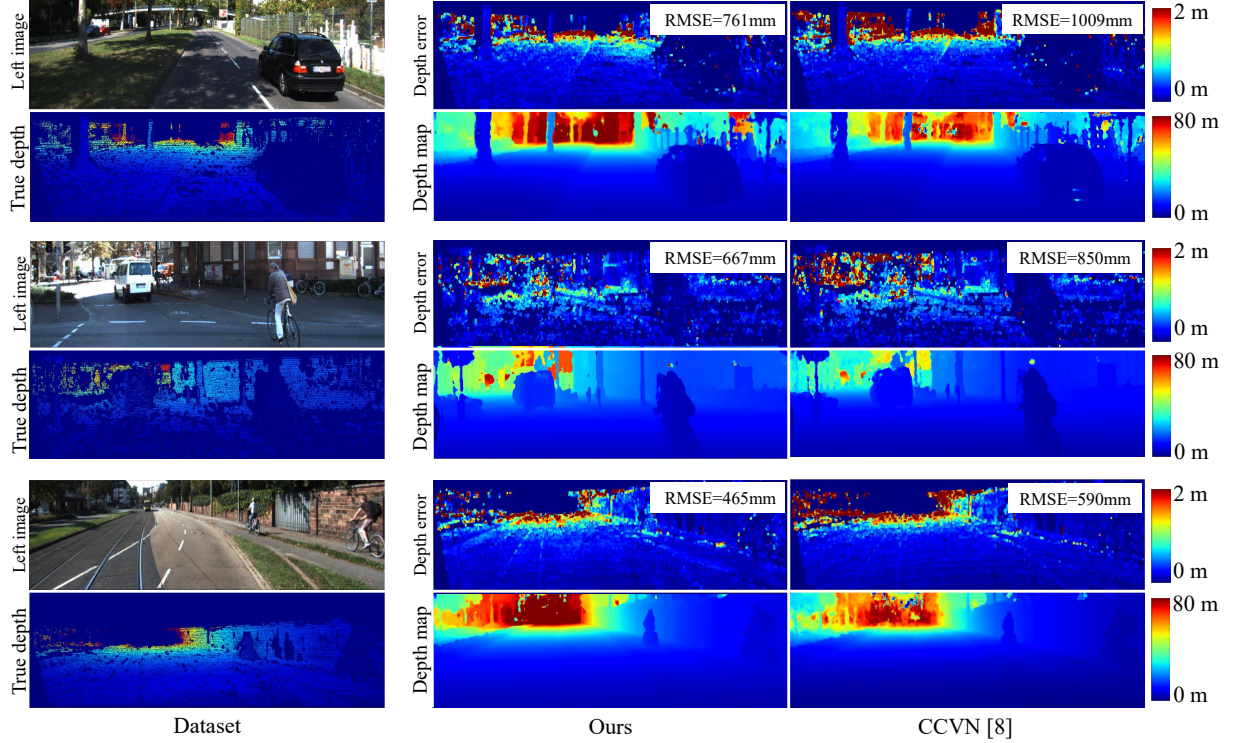 Left image
Depth error
RMSE=761mm
RMSE=1009mm
2 m
0 m
True depth
Depth map
80 m
0 m
Left image
Depth error
RMSE=667mm
RMSE=850mm
2 m
0 m
True depth
Depth map
80 m
0 m
Left image
Depth error
RMSE=465mm
RMSE=590mm
2 m
0 m
True depth
Depth map
80 m
0 m
Dataset
Ours
CCVN [8]